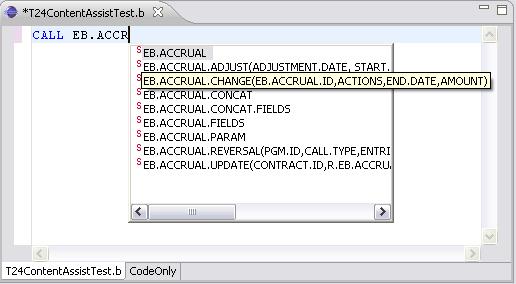 *T24ContentAssistTest.b
CALL EB.ACCR
EB.ACCRUAL
EB.ACCRUAL.ADJUST(ADJUSTMENT.DATE, START.
EB.ACCRUAL.CHANGE(EB.ACCRUAL.ID,ACTIONS,END.DATE,AMOUNT)
EB.ACCRUAL.CONCAT
EB.ACCRUAL.CONCAT.FIELDS
EB.ACCRUAL.FIELDS
EB.ACCRUAL.PARAM
EB.ACCRUAL.REVERSAL(PGM.ID,CALL.TYPE,ENTRI
EB.ACCRUAL.UPDATE(CONTRACT.ID,R.EB.ACCRUA
T24ContentAssistTest.b CodeOnly